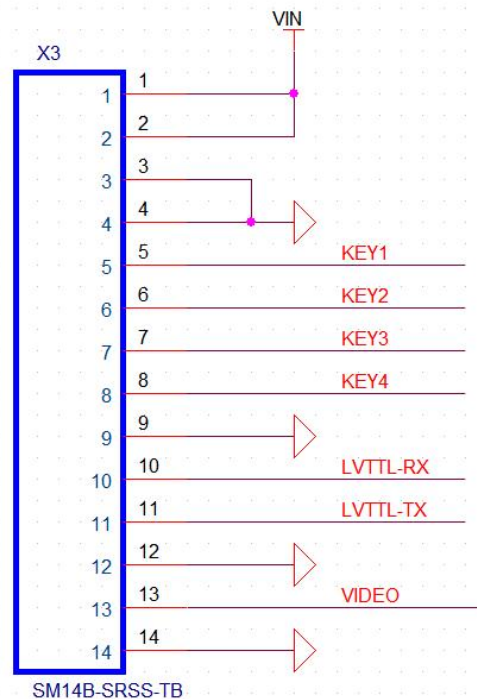 VIN
X3
1 1
2 2
3 3
4 4
5 5 KEY1
6 6 KEY2
7 7 KEY3
8 8 KEY4
9 9
10 10 LVTTL-RX
11 11 LVTTL-TX
12 12
13 13 VIDEO
14 14
SM14B-SRSS-TB